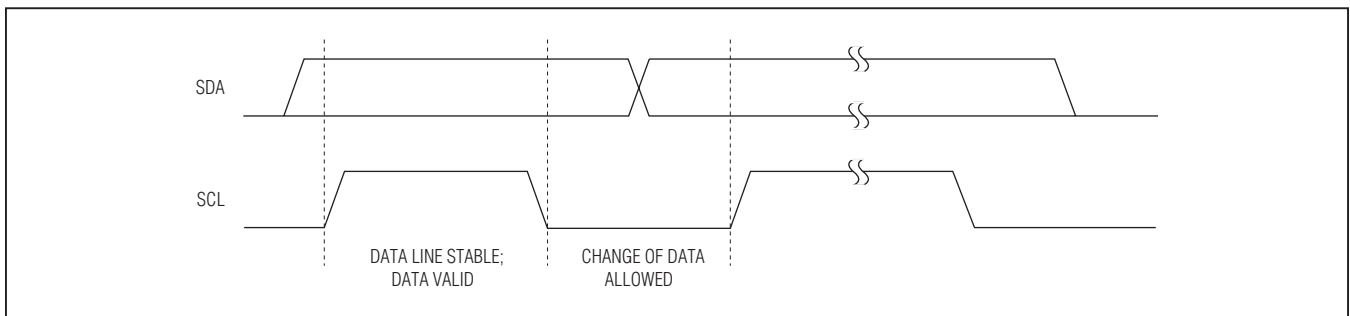 SDA
SCL
DATA LINE STABLE;
DATA VALID
CHANGE OF DATA
ALLOWED